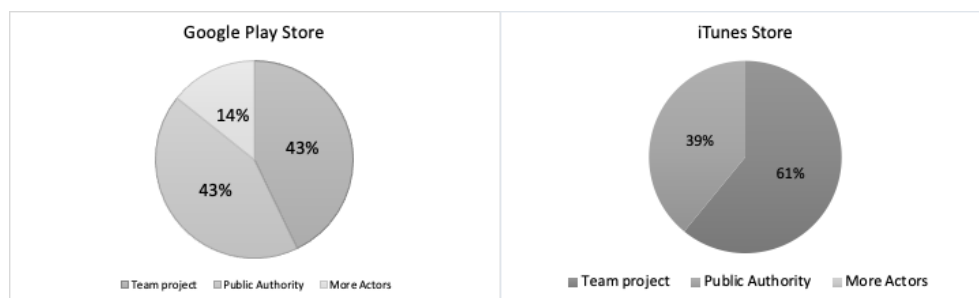 Google Play Store
14%
43%
43%
Team project Public Authority More Actors
iTunes Store
39%
61%
Team project Public Authority More Actors